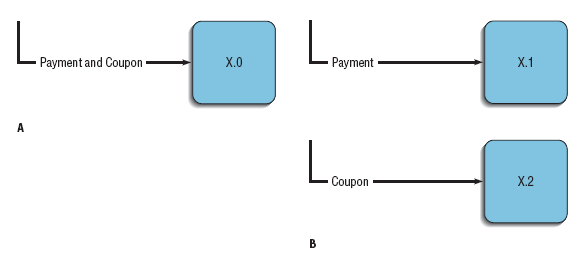 Payment and Coupon
X.0
A
Payment
X.1
Coupon
X.2
B